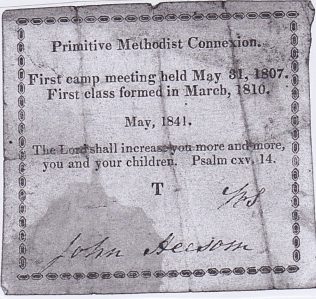 Primitive Methodist Connexion.
First camp meeting held May 31, 1807.
First class formed in March, 1810.
May, 1841.
The Lord shall increase you more and more,
you and your children. Psalm cxv, 14.
T
John Heesom